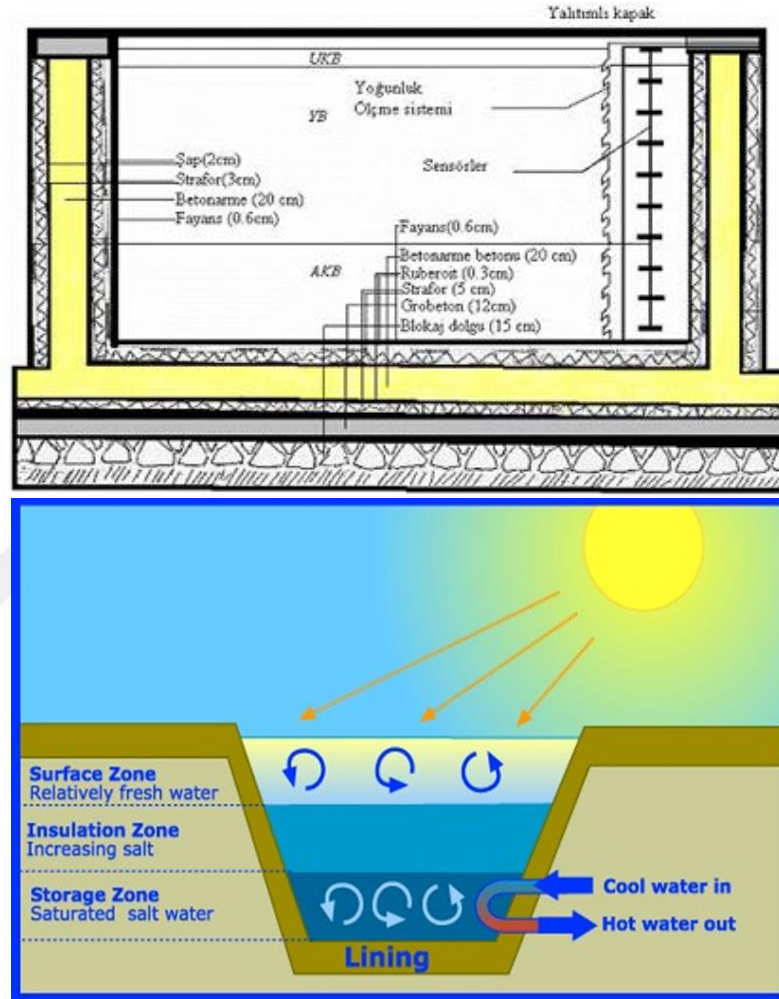 Yalıtımlı kapak
UKB
Yoğunluk
Ölçme sistemi
YB
Sensörler
Şap(2cm)
Strafor(3cm)
Betonarme (20 cm)
Fayans (0.6cm)
Fayans(0.6cm)
Betonarme betonu (20 cm)
Ruberoit (0.3cm)
Strafor (5 cm)
Grobeton (12cm)
Blokaj dolgu (15 cm)
AKB
Surface Zone
Relatively fresh water
Insulation Zone
Increasing salt
Storage Zone
Saturated salt water
Cool water in
Hot water out
Lining